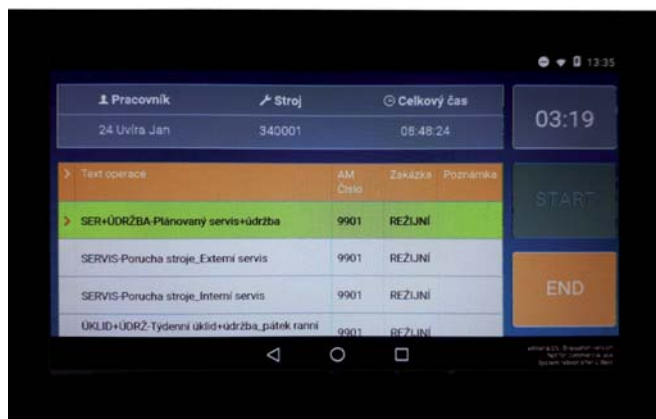 13:35
Pracovník Stroj Celkový čas
24 Uvíra Jan 340001 08:48:24
03:19
> Text operace AM Číslo Zakázka Poznámka
START
> SER+ÚDRŽBA-Plánovaný servis+údržba 9901 REŽIJNÍ
SERVIS-Porucha stroje_Externí servis 9901 REŽIJNÍ
SERVIS-Porucha stroje_Interní servis 9901 REŽIJNÍ
END
ÚKLID+ÚDRŽ-Týdenní úklid+údržba_pátek ranní 9901 REŽIJNÍ